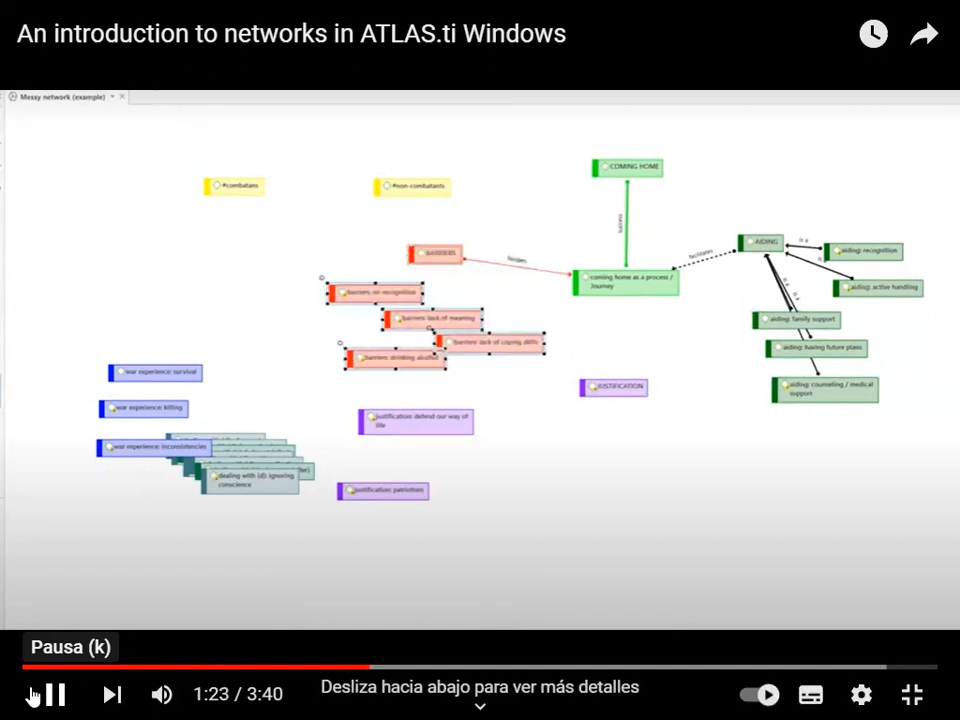 An introduction to networks in ATLAS.ti Windows
Messy network (example)
COMING HOME
#combatans
#non-combatants
AIDING
is a
aiding: recognition
BARRIERS
hinders
facilitates
coming home as a process /
Journey
aiding: active handling
barriers: no recognition
barriers: lack of meaning
aiding: family support
barriers: lack of coping skills
aiding: having future plans
barriers: drinking alcohol
war experience: survival
JUSTIFICATION
aiding: counseling / medical
support
war experience: killing
justification: defend our way of
life
war experience: inconsistencies
dealing with (d): ignoring
conscience
justification: patriotism
Pausa (k)
1:23 / 3:40
Desliza hacia abajo para ver más detalles